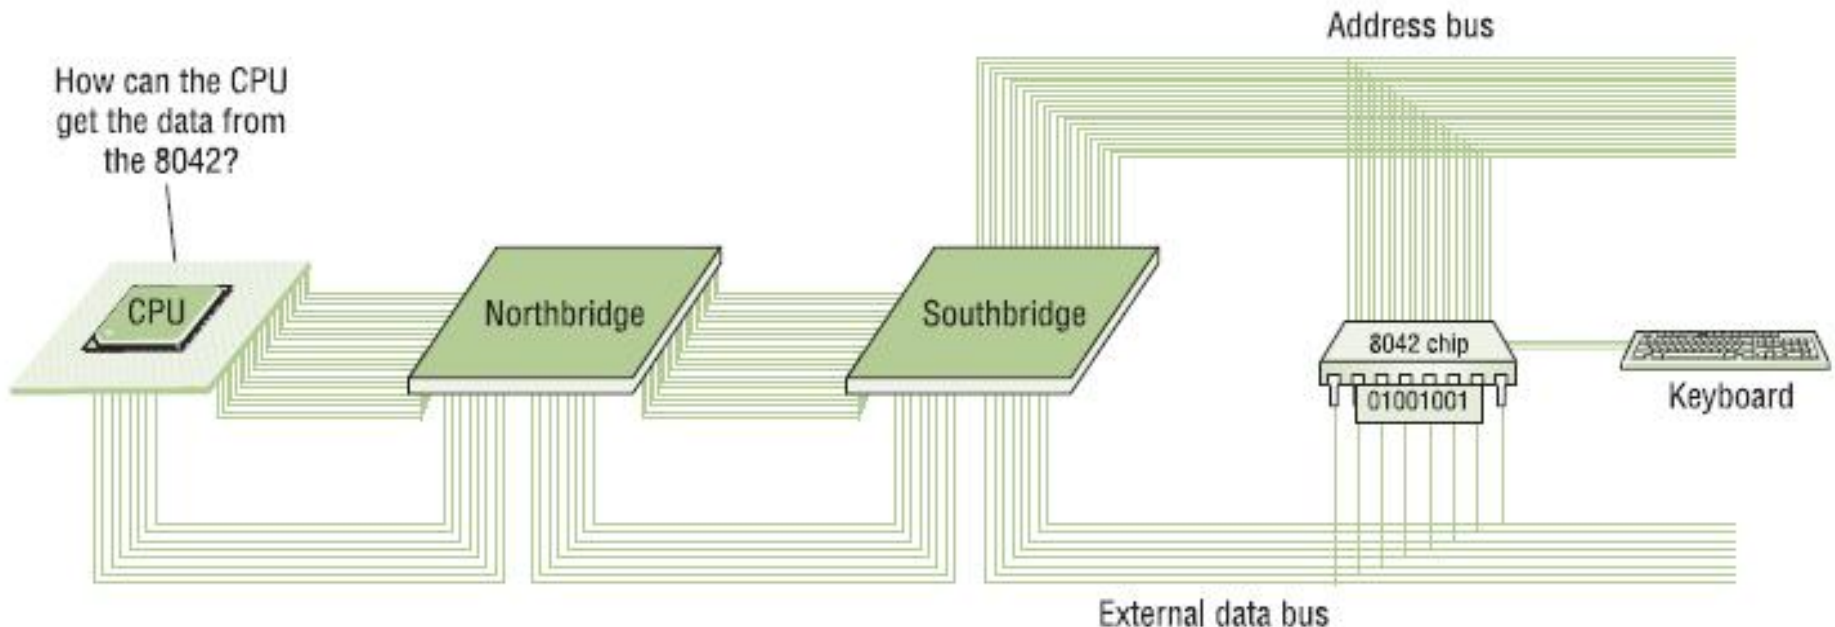 Address bus
How can the CPU
get the data from
the 8042?
CPU
Northbridge
Southbridge
8042 chip
01001001
Keyboard
External data bus